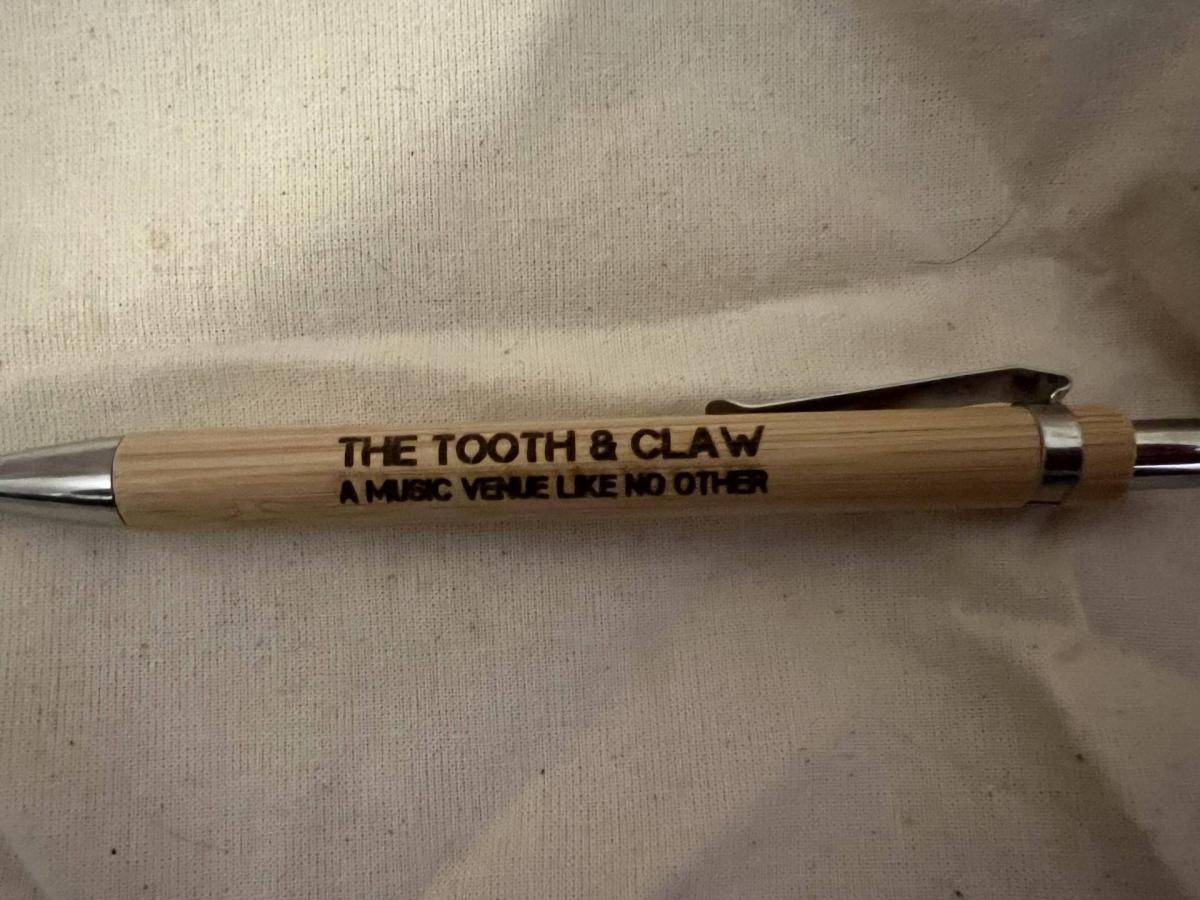 THE TOOTH & CLAW
A MUSIC VENUE LIKE NO OTHER